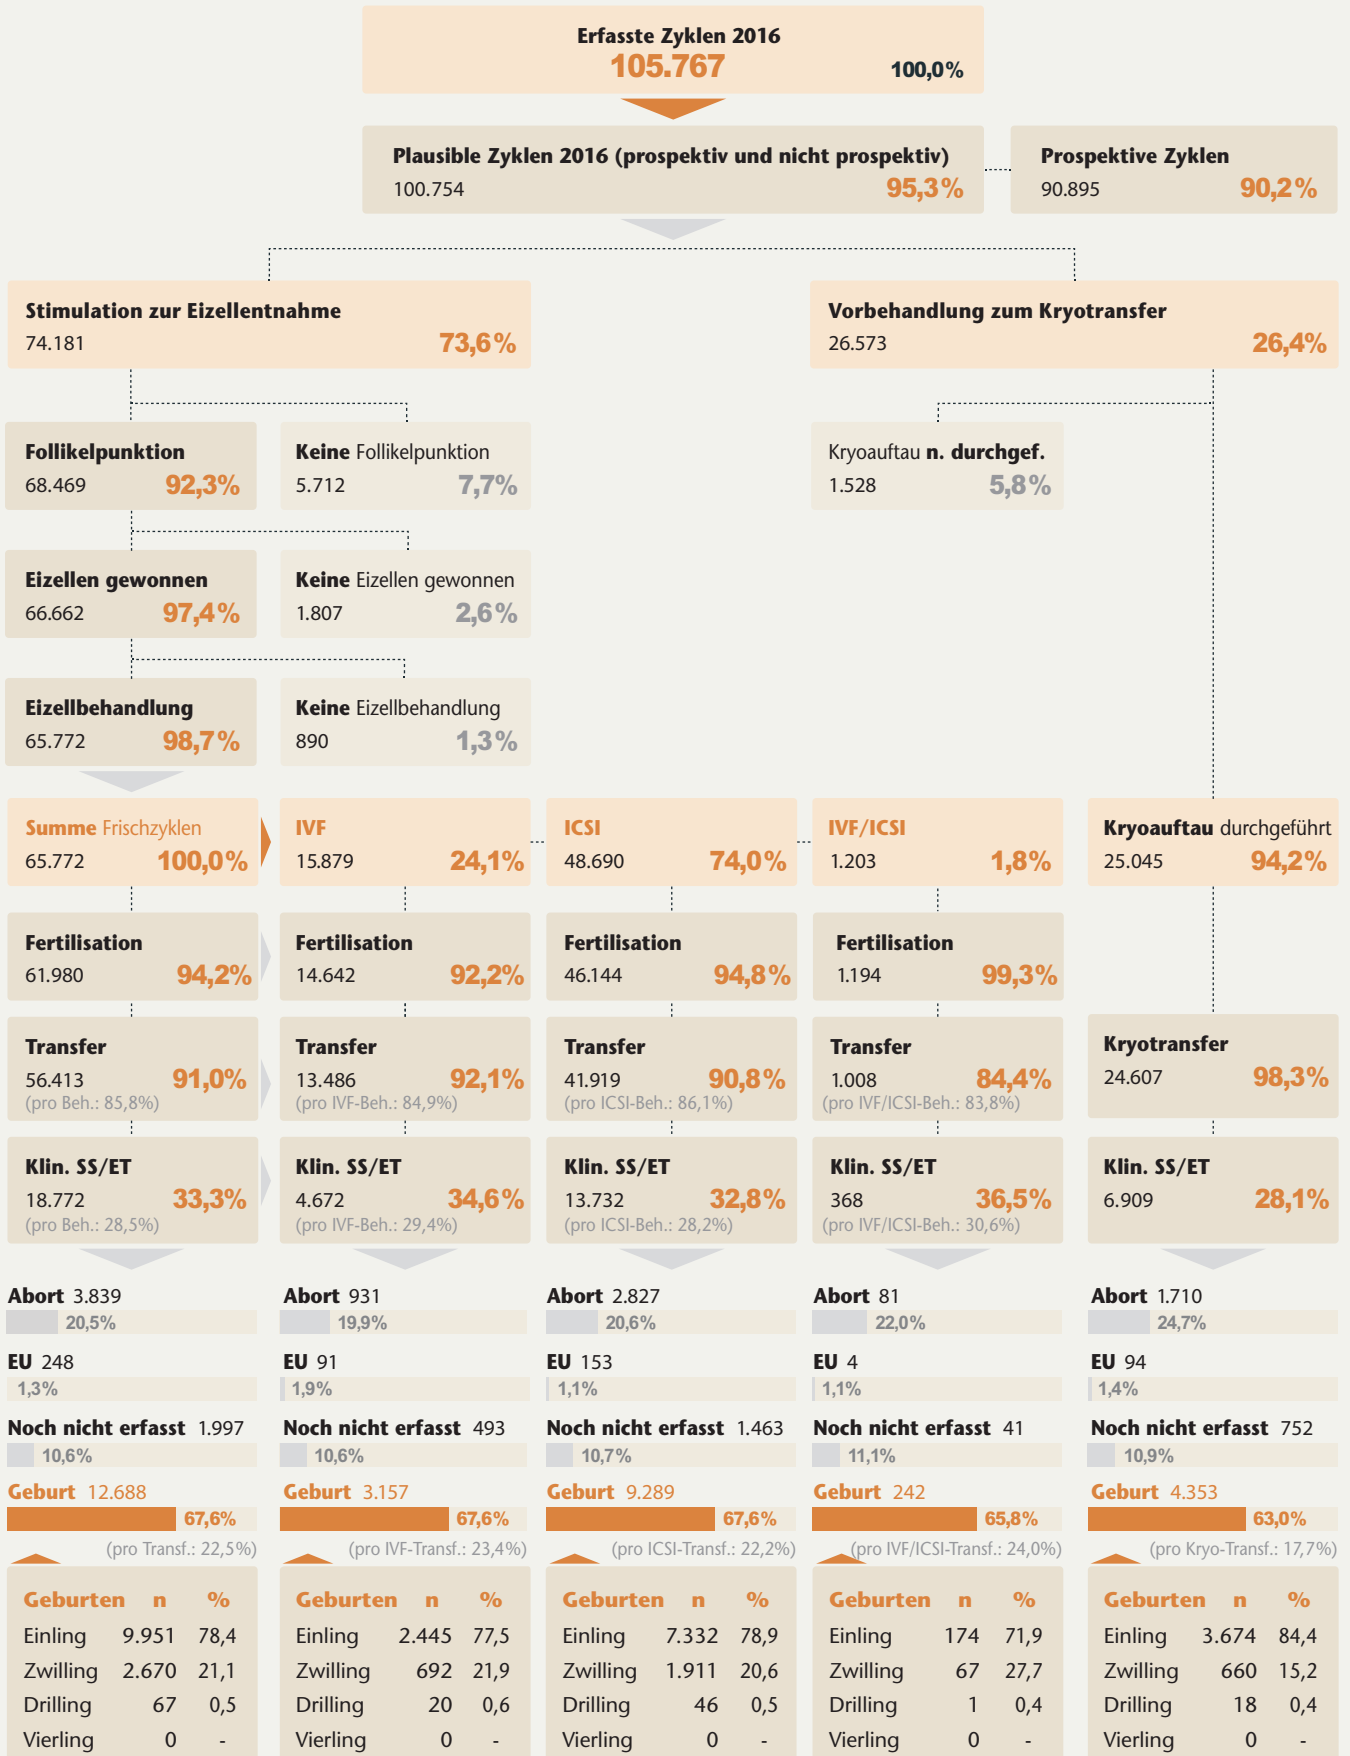 Erfasste Zyklen 2016
105.767 100,0%
Plausible Zyklen 2016 (prospektiv und nicht prospektiv)
100.754 95,3%
Prospektive Zyklen
90.895 90,2%
Stimulation zur Eizellentnahme
74.181 73,6%
Vorbehandlung zum Kryotransfer
26.573 26,4%
Follikelpunktion
68.469 92,3%
Keine Follikelpunktion
5.712 7,7%
Kryoauftau n. durchgef.
1.528 5,8%
Eizellen gewonnen
66.662 97,4%
Keine Eizellen gewonnen
1.807 2,6%
Eizellbehandlung
65.772 98,7%
Keine Eizellbehandlung
890 1,3%
Summe Frischzyklen
65.772 100,0%
IVF
15.879 24,1%
ICSI
48.690 74,0%
IVF/ICSI
1.203 1,8%
Kryoauftau durchgeführt
25.045 94,2%
Fertilisation
61.980 94,2%
Fertilisation
14.642 92,2%
Fertilisation
46.144 94,8%
Fertilisation
1.194 99,3%
Transfer
56.413 91,0%
(pro Beh.: 85,8%)
Transfer
13.486 92,1%
(pro IVF-Beh.: 84,9%)
Transfer
41.919 90,8%
(pro ICSI-Beh.: 86,1%)
Transfer
1.008 84,4%
(pro IVF/ICSI-Beh.: 83,8%)
Kryotransfer
24.607 98,3%
Klin. SS/ET
18.772 33,3%
(pro Beh.: 28,5%)
Klin. SS/ET
4.672 34,6%
(pro IVF-Beh.: 29,4%)
Klin. SS/ET
13.732 32,8%
(pro ICSI-Beh.: 28,2%)
Klin. SS/ET
368 36,5%
(pro IVF/ICSI-Beh.: 30,6%)
Klin. SS/ET
6.909 28,1%
Abort 3.839
20,5%
EU 248
1,3%
Noch nicht erfasst 1.997
10,6%
Geburt 12.688
67,6%
(pro Transf.: 22,5%)
Abort 931
19,9%
EU 91
1,9%
Noch nicht erfasst 493
10,6%
Geburt 3.157
67,6%
(pro IVF-Transf.: 23,4%)
Abort 2.827
20,6%
EU 153
1,1%
Noch nicht erfasst 1.463
10,7%
Geburt 9.289
67,6%
(pro ICSI-Transf.: 22,2%)
Abort 81
22,0%
EU 4
1,1%
Noch nicht erfasst 41
11,1%
Geburt 242
65,8%
(pro IVF/ICSI-Transf.: 24,0%)
Abort 1.710
24,7%
EU 94
1,4%
Noch nicht erfasst 752
10,9%
Geburt 4.353
63,0%
(pro Kryo-Transf.: 17,7%)
Geburten n %
Einling 9.951 78,4
Zwilling 2.670 21,1
Drilling 67 0,5
Vierling 0 -
Geburten n %
Einling 2.445 77,5
Zwilling 692 21,9
Drilling 20 0,6
Vierling 0 -
Geburten n %
Einling 7.332 78,9
Zwilling 1.911 20,6
Drilling 46 0,5
Vierling 0 -
Geburten n %
Einling 174 71,9
Zwilling 67 27,7
Drilling 1 0,4
Vierling 0 -
Geburten n %
Einling 3.674 84,4
Zwilling 660 15,2
Drilling 18 0,4
Vierling 0 -